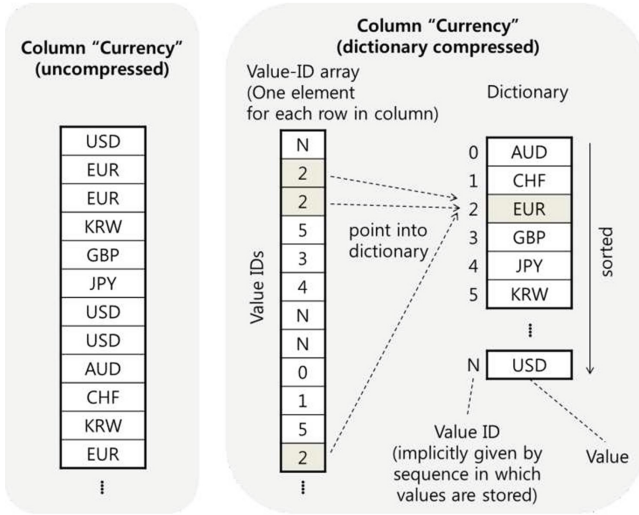 Column “Currency”
(uncompressed)
USD
EUR
EUR
KRW
GBP
JPY
USD
USD
AUD
CHF
KRW
EUR
Column “Currency”
(dictionary compressed)
Value-ID array
(One element
for each row in column)
Value IDs
N
2
2
5
3
4
N
N
0
1
5
2
point into
dictionary
Dictionary
0 AUD
1 CHF
2 EUR
3 GBP
4 JPY
5 KRW
N USD
sorted
Value ID
(implicitly given by
sequence in which
values are stored)
Value